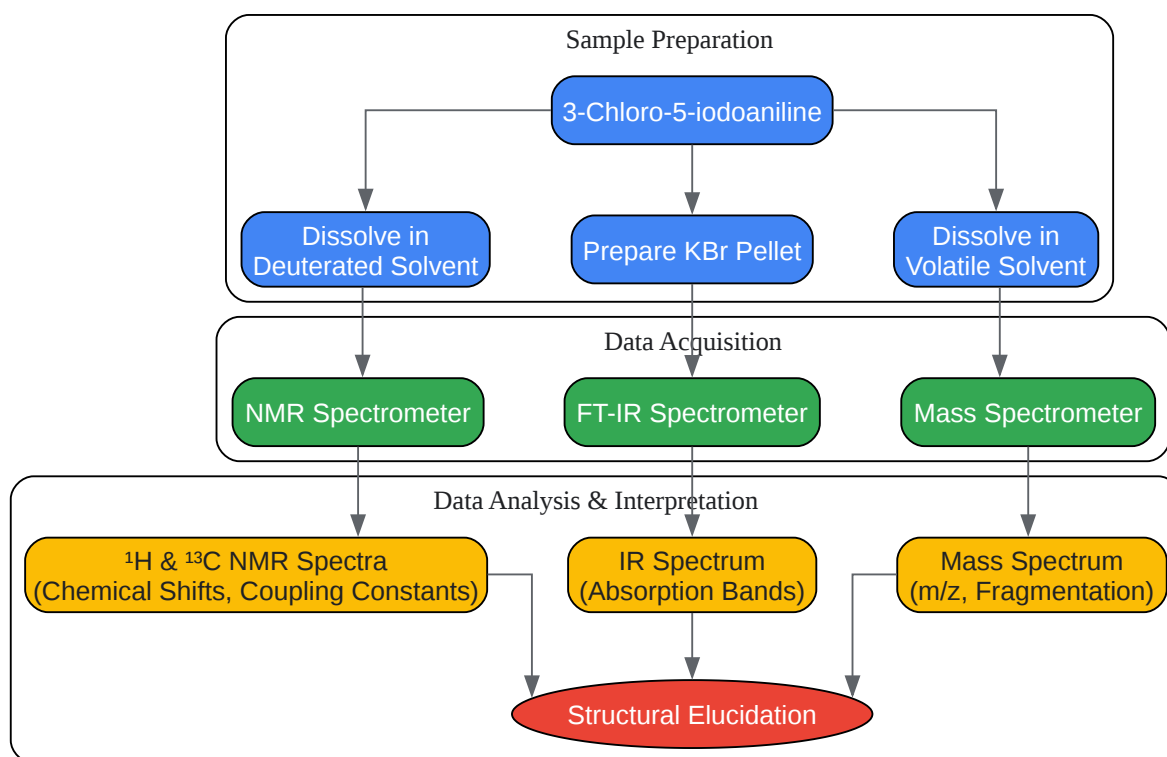 Sample Preparation
3-Chloro-5-iodoaniline
Dissolve in
Deuterated Solvent
Prepare KBr Pellet
Dissolve in
Volatile Solvent
Data Acquisition
NMR Spectrometer
FT-IR Spectrometer
Mass Spectrometer
Data Analysis & Interpretation
¹H & ¹³C NMR Spectra
(Chemical Shifts, Coupling Constants)
IR Spectrum
(Absorption Bands)
Mass Spectrum
(m/z, Fragmentation)
Structural Elucidation